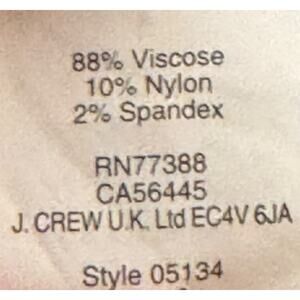 88% Viscose
10% Nylon
2% Spandex
RN77388
CA56445
J. CREW U.K. Ltd EC4V 6JA
Style 05134